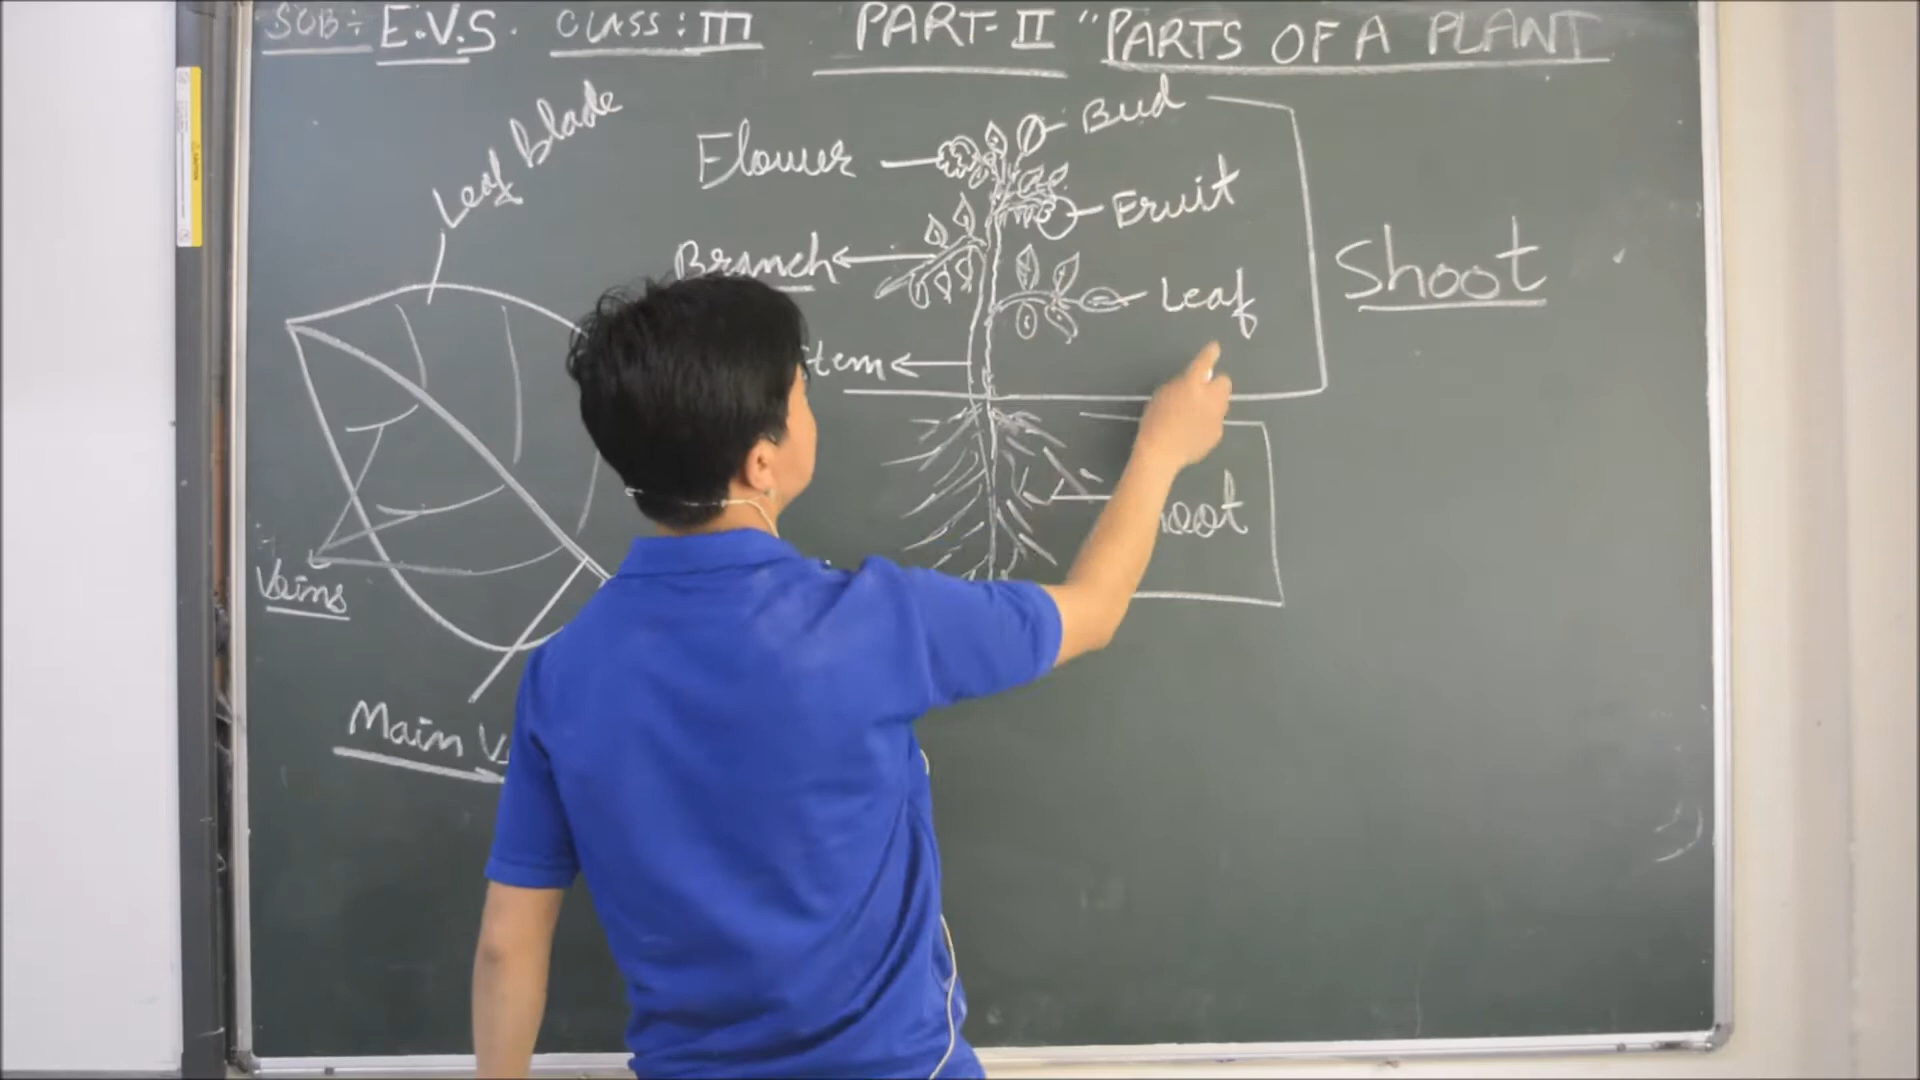 SUB:- E.V.S. CLASS: III PART-II "PARTS OF A PLANT
Leaf Blade
Flower
Bud
Fruit
Branch
Leaf
Shoot
tem
oot
Veins
Main V